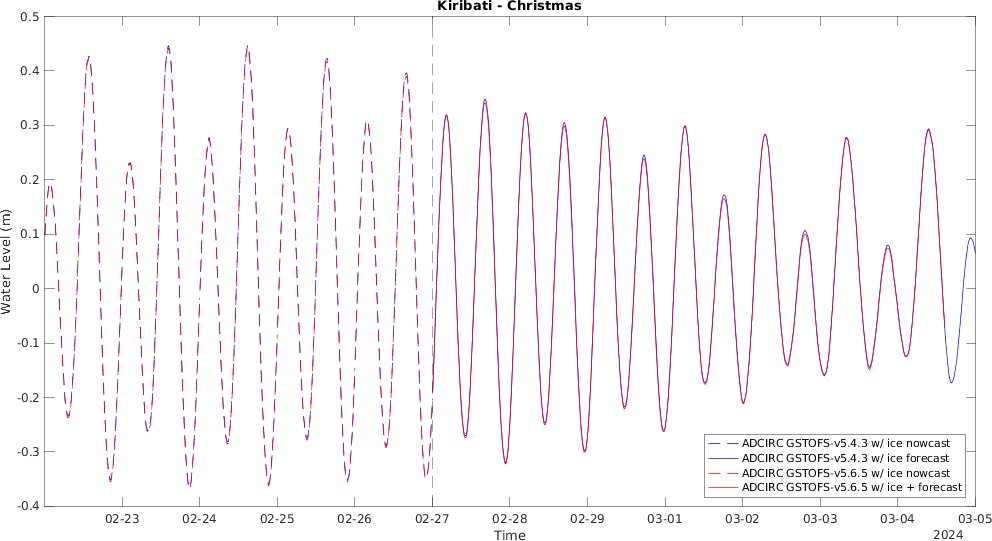 Kiribati - Christmas
0.5
0.4
0.3
0.2
0.1
0
-0.1
-0.2
-0.3
-0.4
Water Level (m)
ADCIRC GSTOFS-v5.4.3 w/ ice nowcast
ADCIRC GSTOFS-v5.4.3 w/ ice forecast
ADCIRC GSTOFS-v5.6.5 w/ ice nowcast
ADCIRC GSTOFS-v5.6.5 w/ ice + forecast
02-23 02-24 02-25 02-26 02-27 02-28 02-29 03-01 03-02 03-03 03-04 03-05
Time
2024